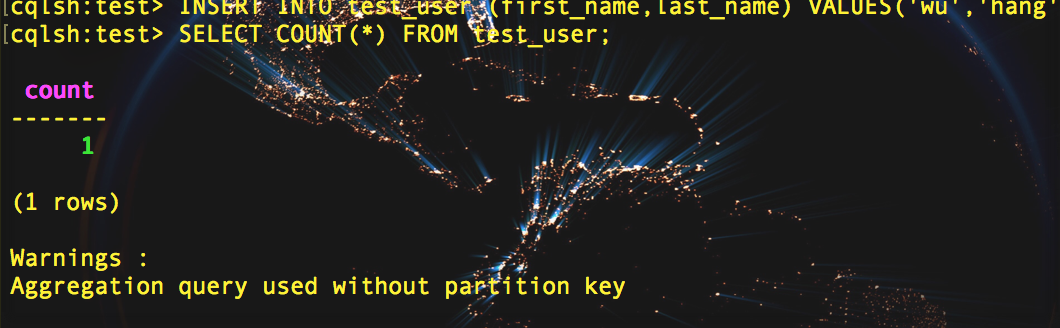 cqlsh:test> INSERT INTO test_user (first_name,last_name) VALUES('wu','hang'
[cqlsh:test> SELECT COUNT(*) FROM test_user;
count
-------
1
(1 rows)
Warnings :
Aggregation query used without partition key